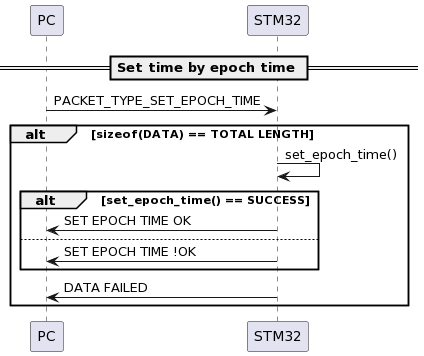 PC STM32
Set time by epoch time
PACKET_TYPE_SET_EPOCH_TIME
alt [sizeof(DATA) == TOTAL LENGTH]
set_epoch_time()
alt [set_epoch_time() == SUCCESS]
SET EPOCH TIME OK
SET EPOCH TIME !OK
DATA FAILED
PC STM32